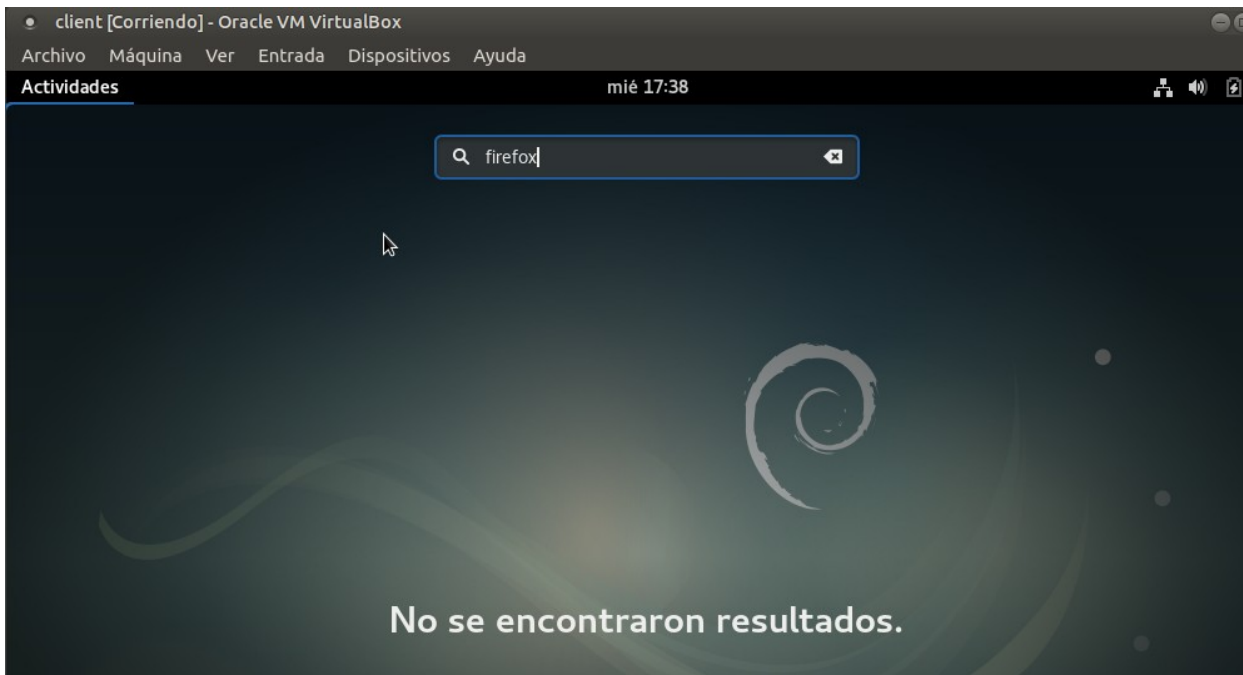 client [Corriendo] - Oracle VM VirtualBox
Archivo Máquina Ver Entrada Dispositivos Ayuda
Actividades mié 17:38
firefox
No se encontraron resultados.